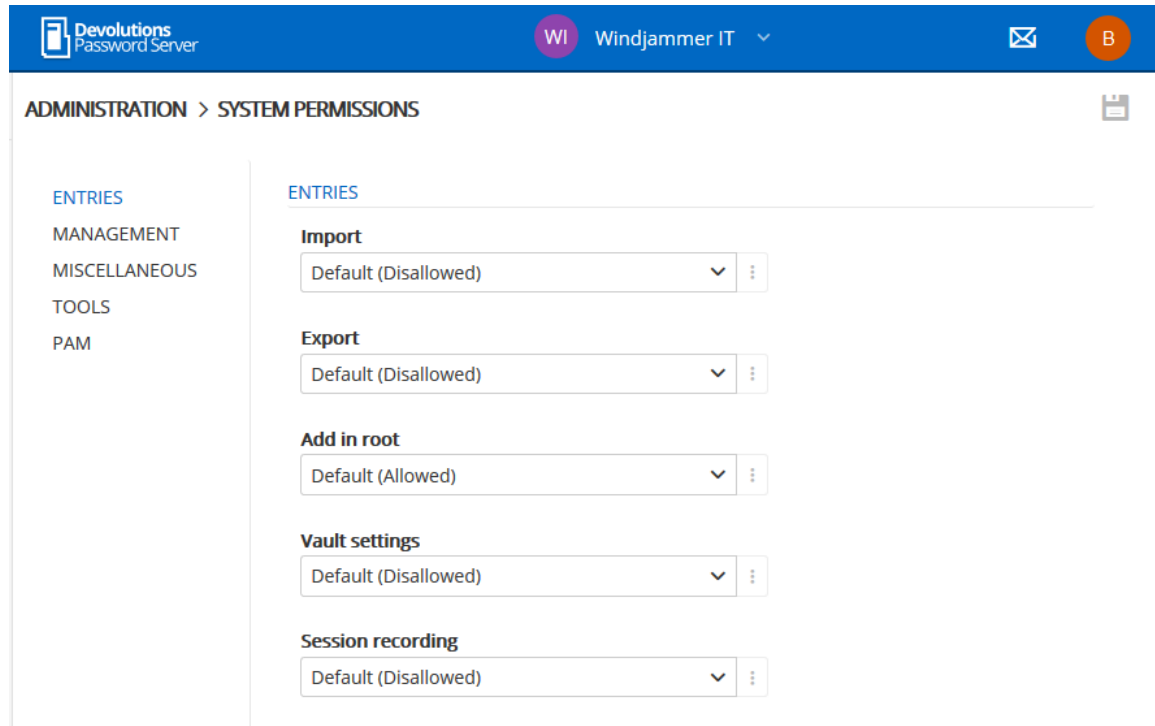 Devolutions
Password Server
WI
Windjammer IT
B
ADMINISTRATION > SYSTEM PERMISSIONS
ENTRIES
MANAGEMENT
MISCELLANEOUS
TOOLS
PAM
ENTRIES
Import
Default (Disallowed)
Export
Default (Disallowed)
Add in root
Default (Allowed)
Vault settings
Default (Disallowed)
Session recording
Default (Disallowed)